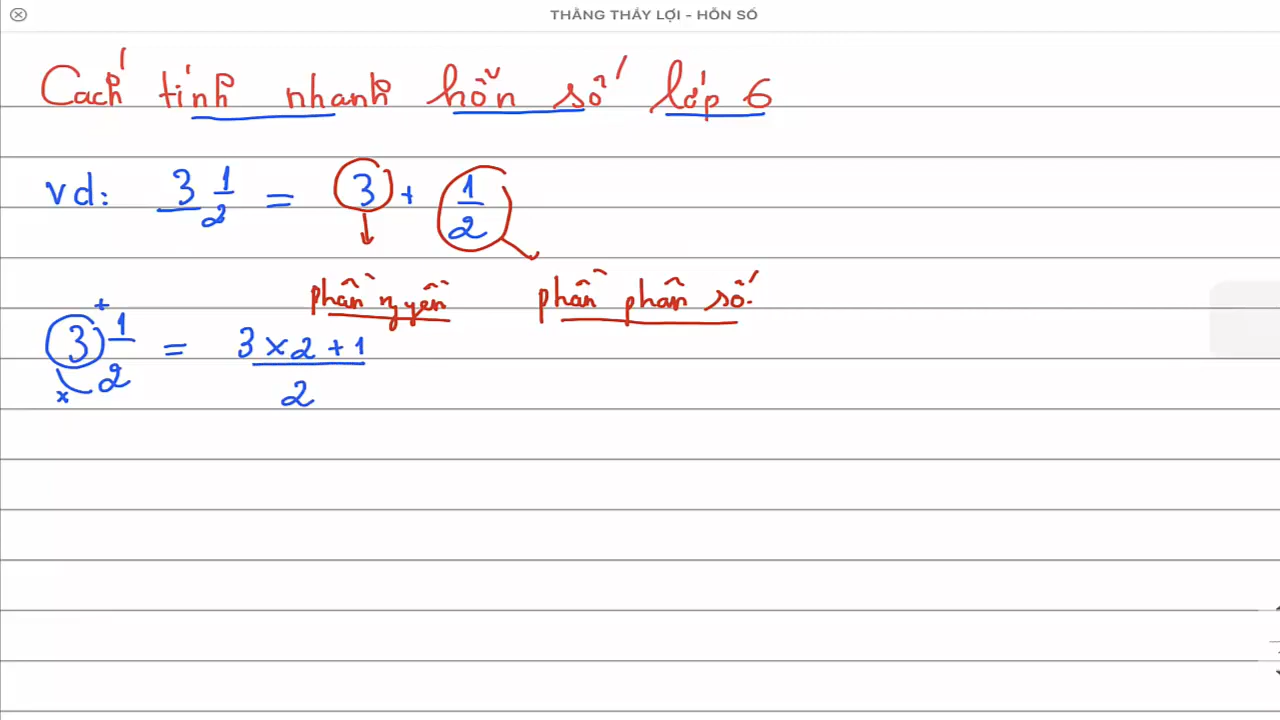 THẰNG THẦY LỢI - HỖN SỐ
Cách tính nhanh hỗn số lớp 6
vd: 3 1/2 = 3 + 1/2
phần nguyên phần phân số.
3 1/2 = (3 × 2 + 1)/2
+
×